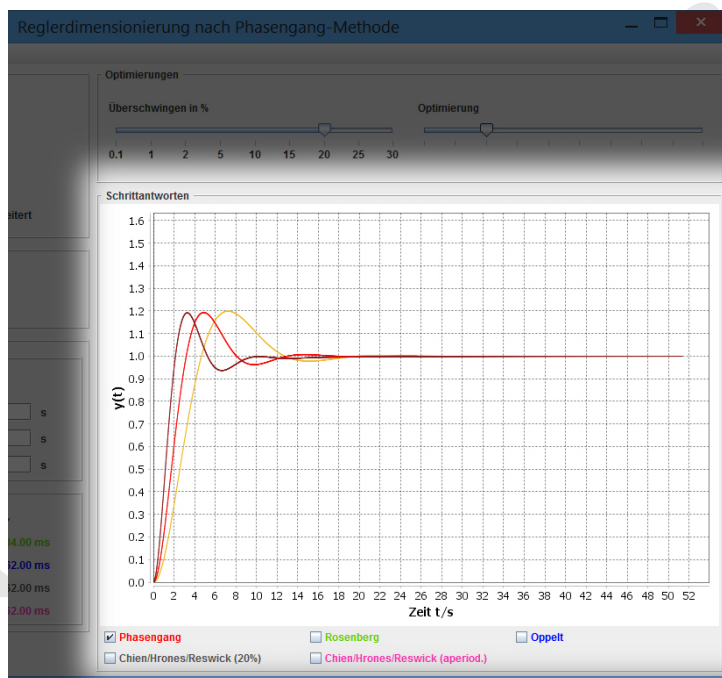 Reglerdimensionierung nach Phasengang-Methode
Optimierungen
Überschwingen in %
Optimierung
0.1 1 2 5 10 15 20 25 30
Schrittantworten
eitert
1.6
1.5
1.4
1.3
1.2
1.1
1.0
0.9
0.8
0.7
0.6
0.5
0.4
0.3
0.2
0.1
0.0
y(t)
0 2 4 6 8 10 12 14 16 18 20 22 24 26 28 30 32 34 36 38 40 42 44 46 48 50 52
Zeit t/s
s
s
s
4.00 ms
52.00 ms
52.00 ms
52.00 ms
Phasengang
Rosenberg
Oppelt
Chien/Hrones/Reswick (20%)
Chien/Hrones/Reswick (aperiod.)